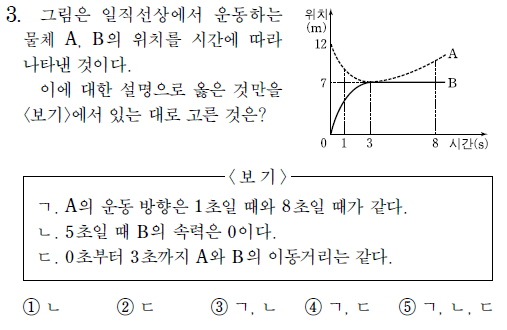 3. 그림은 일직선상에서 운동하는
물체 A, B의 위치를 시간에 따라
나타낸 것이다.
이에 대한 설명으로 옳은 것만을
<보기>에서 있는 대로 고른 것은?
위치
(m)
12
7
A
B
0 1 3 8 시간(s)
<보 기>
ㄱ. A의 운동 방향은 1초일 때와 8초일 때가 같다.
ㄴ. 5초일 때 B의 속력은 0이다.
ㄷ. 0초부터 3초까지 A와 B의 이동거리는 같다.
① ㄴ ② ㄷ ③ ㄱ, ㄴ ④ ㄱ, ㄷ ⑤ ㄱ, ㄴ, ㄷ